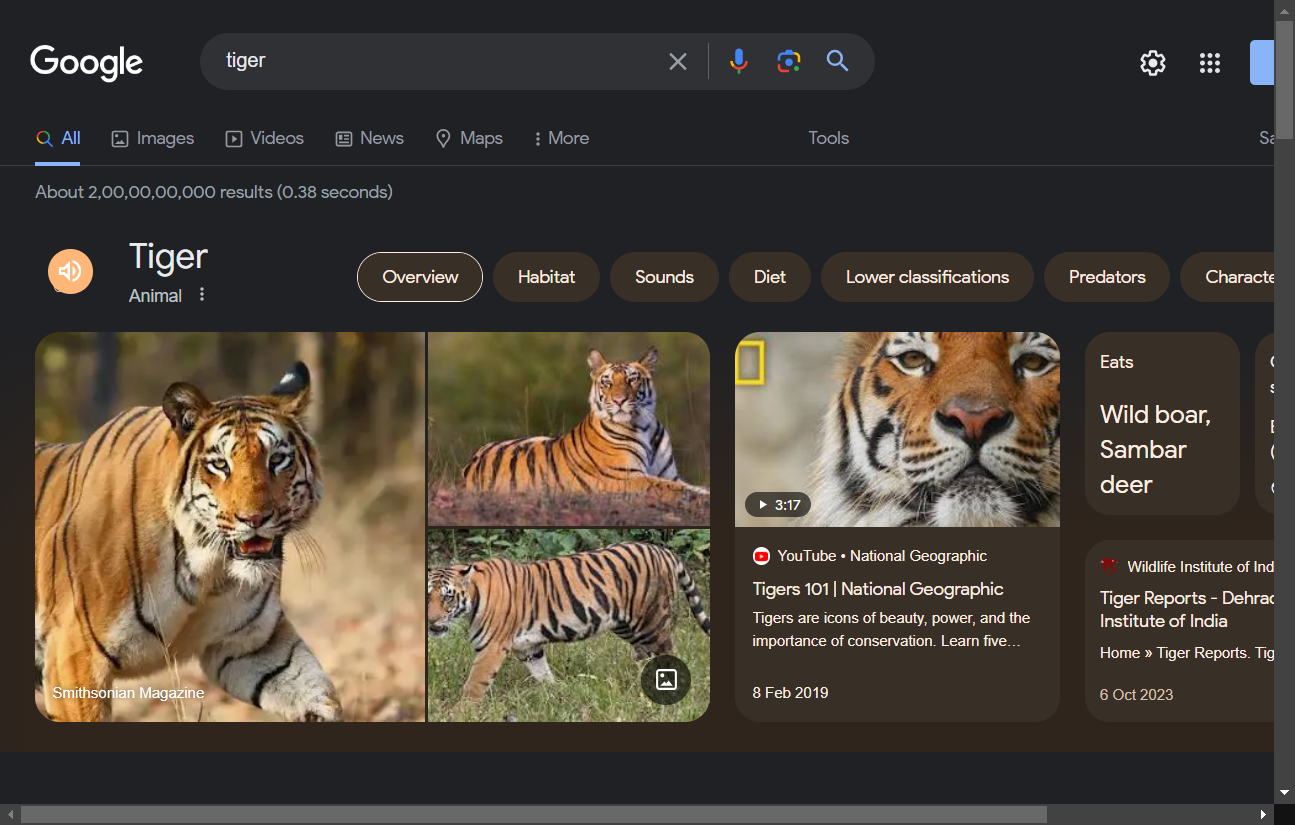 Google
tiger
All
Images
Videos
News
Maps
More
Tools
About 2,00,00,00,000 results (0.38 seconds)
Tiger
Animal
Overview
Habitat
Sounds
Diet
Lower classifications
Predators
Smithsonian Magazine
3:17
YouTube • National Geographic
Tigers 101 | National Geographic
Tigers are icons of beauty, power, and the
importance of conservation. Learn five…
8 Feb 2019
Eats
Wild boar,
Sambar
deer
Wildlife Institute of Ind
Tiger Reports - Dehrad
Institute of India
Home » Tiger Reports. Tig
6 Oct 2023